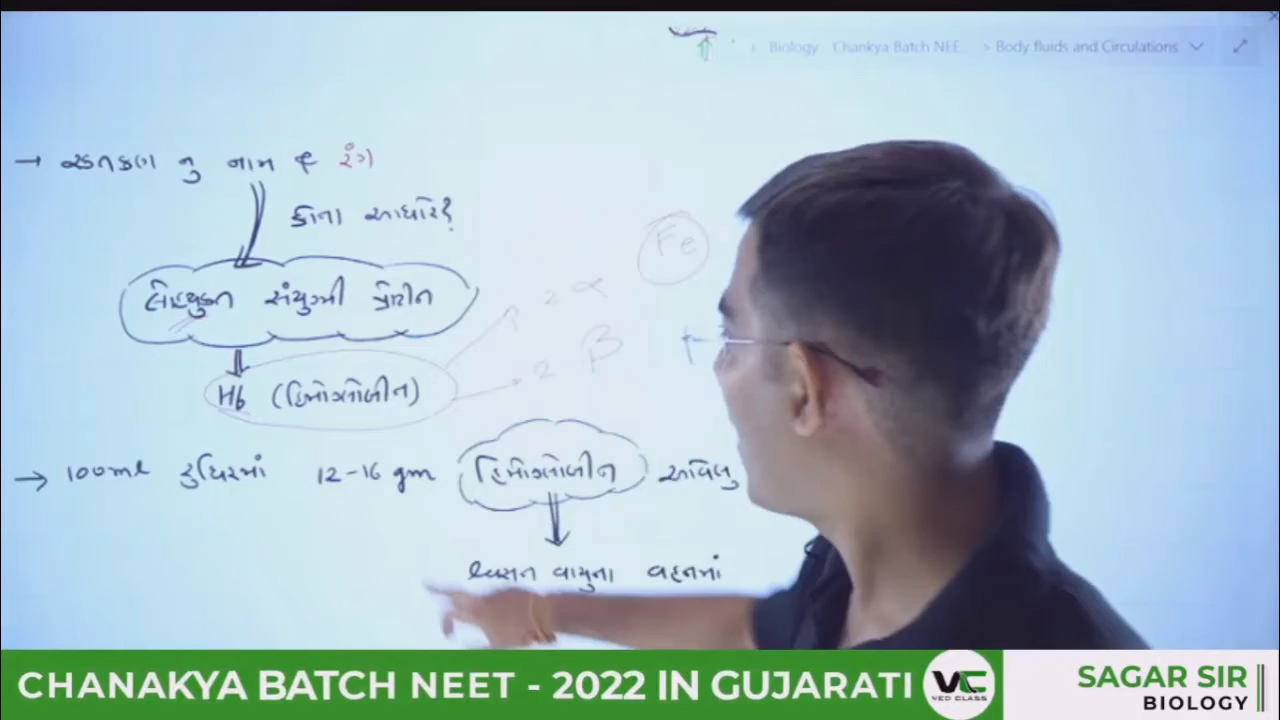 Biology Chankya Batch NEE... > Body fluids and Circulations
→ રક્તકણ નુ નામ & રંગ
કોના આધારે?
લોહયુક્ત સંયુગ્મી પ્રોટીન
Fe
2 α
2 β
Hb (હિમોગ્લોબીન)
→ 100ml રુધિરમાં 12-16 gm હિમોગ્લોબીન આવેલુ
શ્વસન વાયુના વહનમાં
CHANAKYA BATCH NEET - 2022 IN GUJARATI
VC
VED CLASS
SAGAR SIR
BIOLOGY